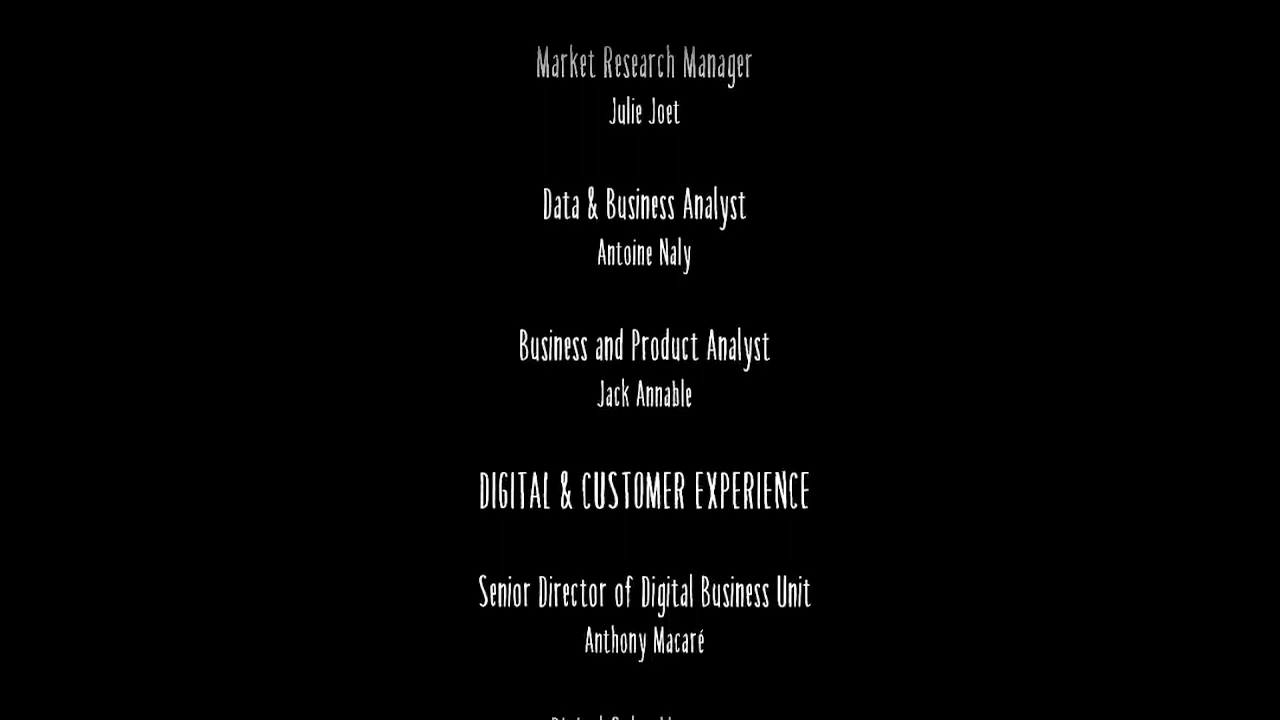 Market Research Manager
Julie Joet
Data & Business Analyst
Antoine Naly
Business and Product Analyst
Jack Annable
DIGITAL & CUSTOMER EXPERIENCE
Senior Director of Digital Business Unit
Anthony Macaré